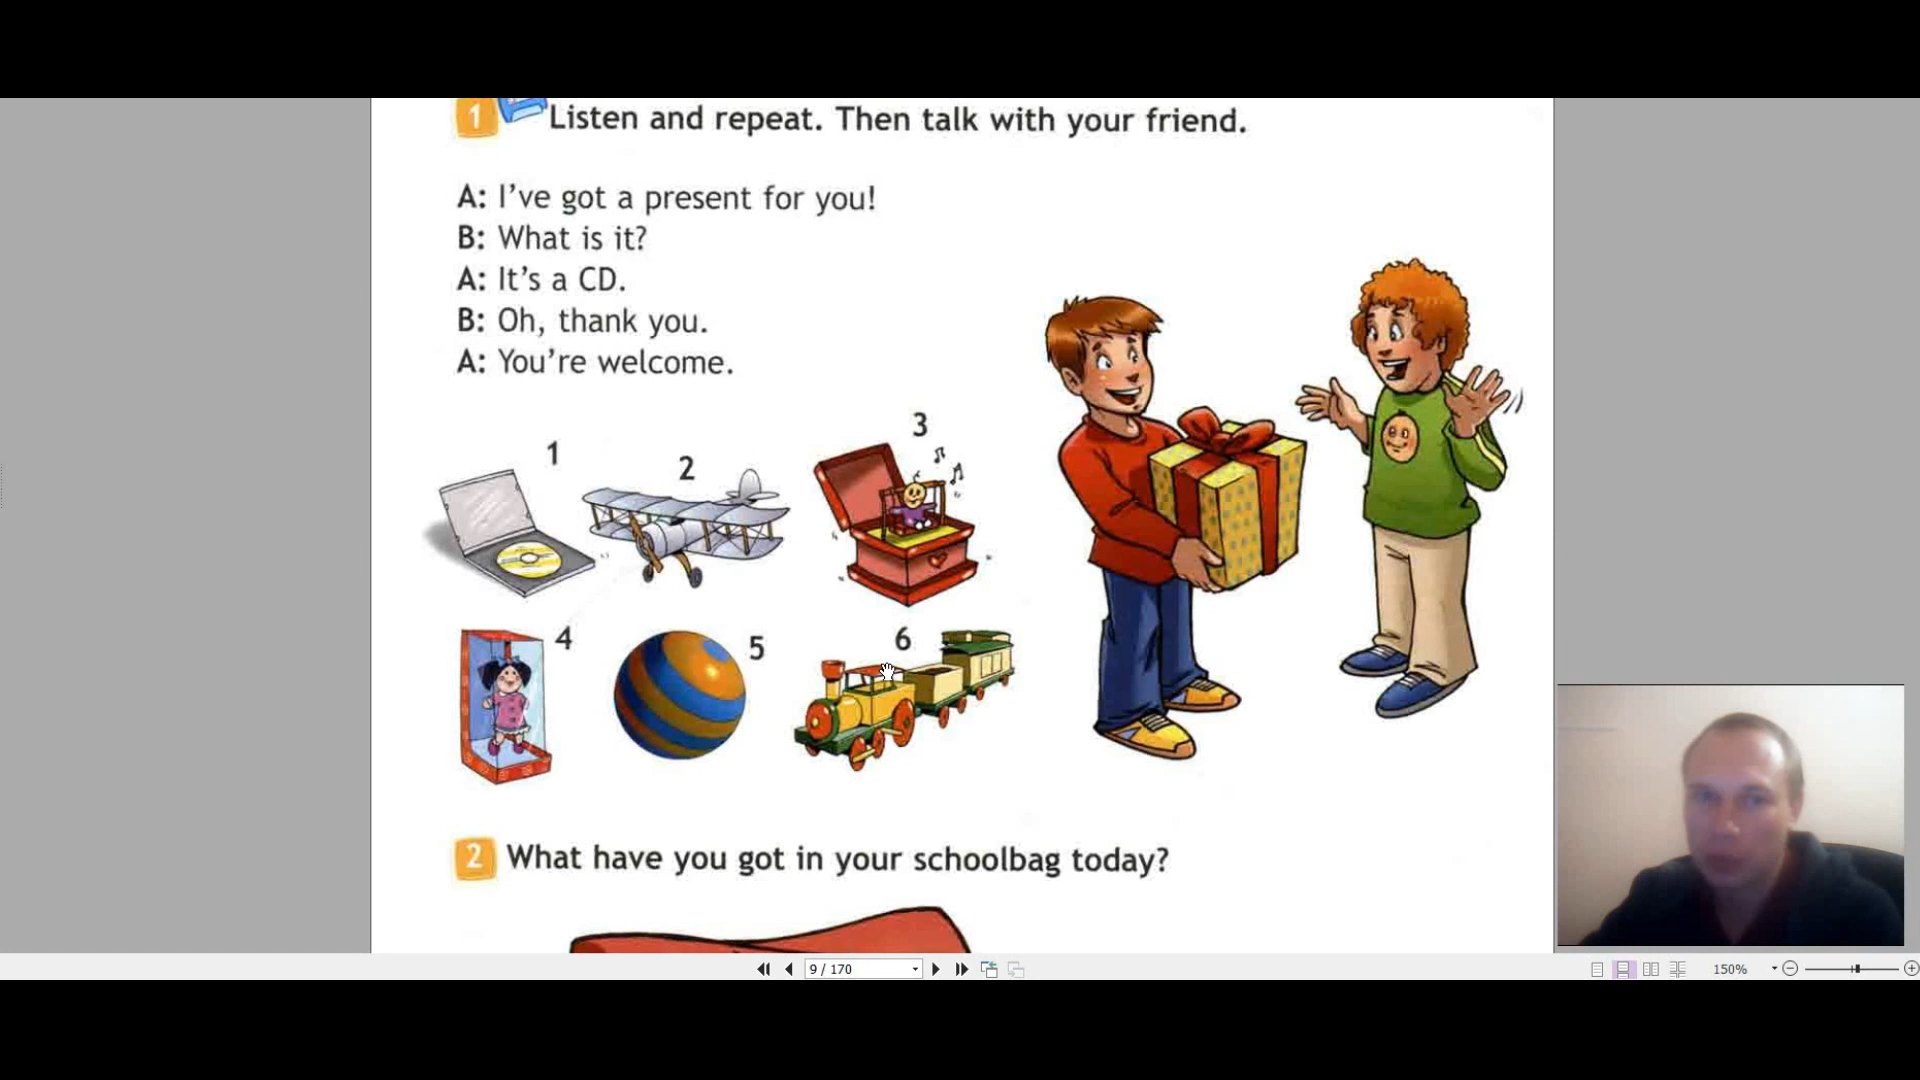 1 Listen and repeat. Then talk with your friend.
A: I've got a present for you!
B: What is it?
A: It's a CD.
B: Oh, thank you.
A: You're welcome.
1
2
3
4
5
6
2 What have you got in your schoolbag today?
9 / 170
150%